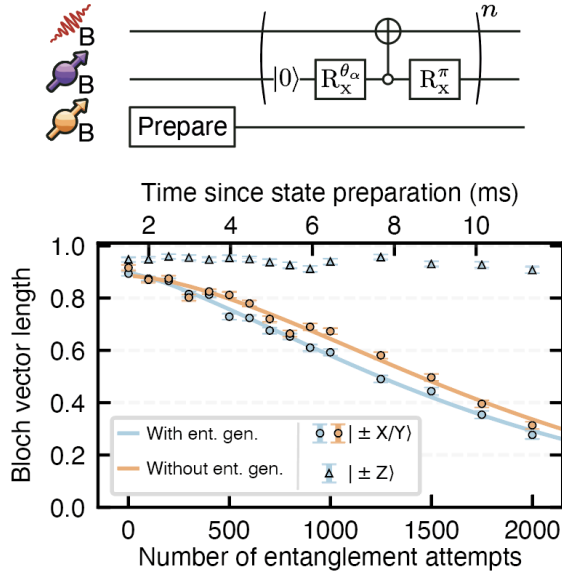 n
B
B
|0⟩ R_x^{θ_α} R_x^π
B
Prepare
Time since state preparation (ms)
2 4 6 8 10
1.0
0.8
0.6
0.4
0.2
0.0
Bloch vector length
With ent. gen. | ± X/Y⟩
Without ent. gen. | ± Z⟩
0 500 1000 1500 2000
Number of entanglement attempts